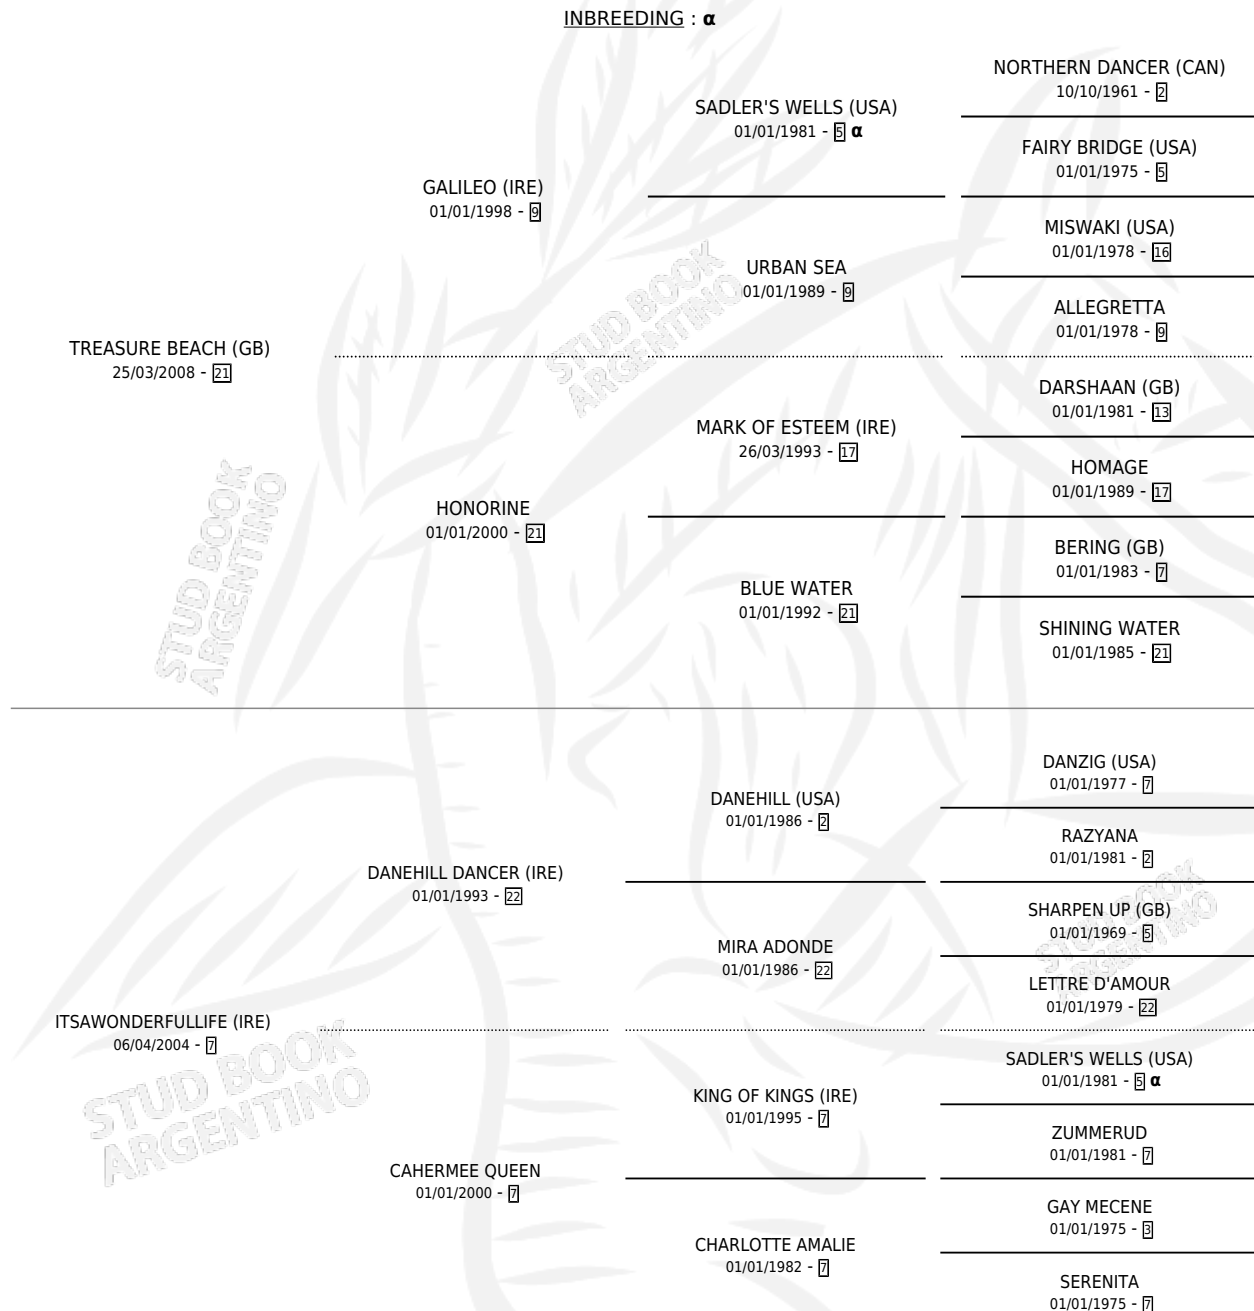 INBREEDING : α
NORTHERN DANCER (CAN)
10/10/1961 - 2
SADLER'S WELLS (USA)
01/01/1981 - 5 α
FAIRY BRIDGE (USA)
01/01/1975 - 5
GALILEO (IRE)
01/01/1998 - 9
MISWAKI (USA)
01/01/1978 - 16
URBAN SEA
01/01/1989 - 9
ALLEGRETTA
01/01/1978 - 9
TREASURE BEACH (GB)
25/03/2008 - 21
DARSHAAN (GB)
01/01/1981 - 13
MARK OF ESTEEM (IRE)
26/03/1993 - 17
HOMAGE
01/01/1989 - 17
HONORINE
01/01/2000 - 21
BERING (GB)
01/01/1983 - 7
BLUE WATER
01/01/1992 - 21
SHINING WATER
01/01/1985 - 21
DANZIG (USA)
01/01/1977 - 7
DANEHILL (USA)
01/01/1986 - 2
RAZYANA
01/01/1981 - 2
DANEHILL DANCER (IRE)
01/01/1993 - 22
SHARPEN UP (GB)
01/01/1969 - 5
MIRA ADONDE
01/01/1986 - 22
LETTRE D'AMOUR
01/01/1979 - 22
ITSAWONDERFULLIFE (IRE)
06/04/2004 - 7
SADLER'S WELLS (USA)
01/01/1981 - 5 α
KING OF KINGS (IRE)
01/01/1995 - 7
ZUMMERUD
01/01/1981 - 7
CAHERMEE QUEEN
01/01/2000 - 7
GAY MECENE
01/01/1975 - 3
CHARLOTTE AMALIE
01/01/1982 - 7
SERENITA
01/01/1975 - 7
STUD BOOK
ARGENTINO
STUD BOOK
ARGENTINO
STUD BOOK
ARGENTINO
STUD BOOK
ARGENTINO